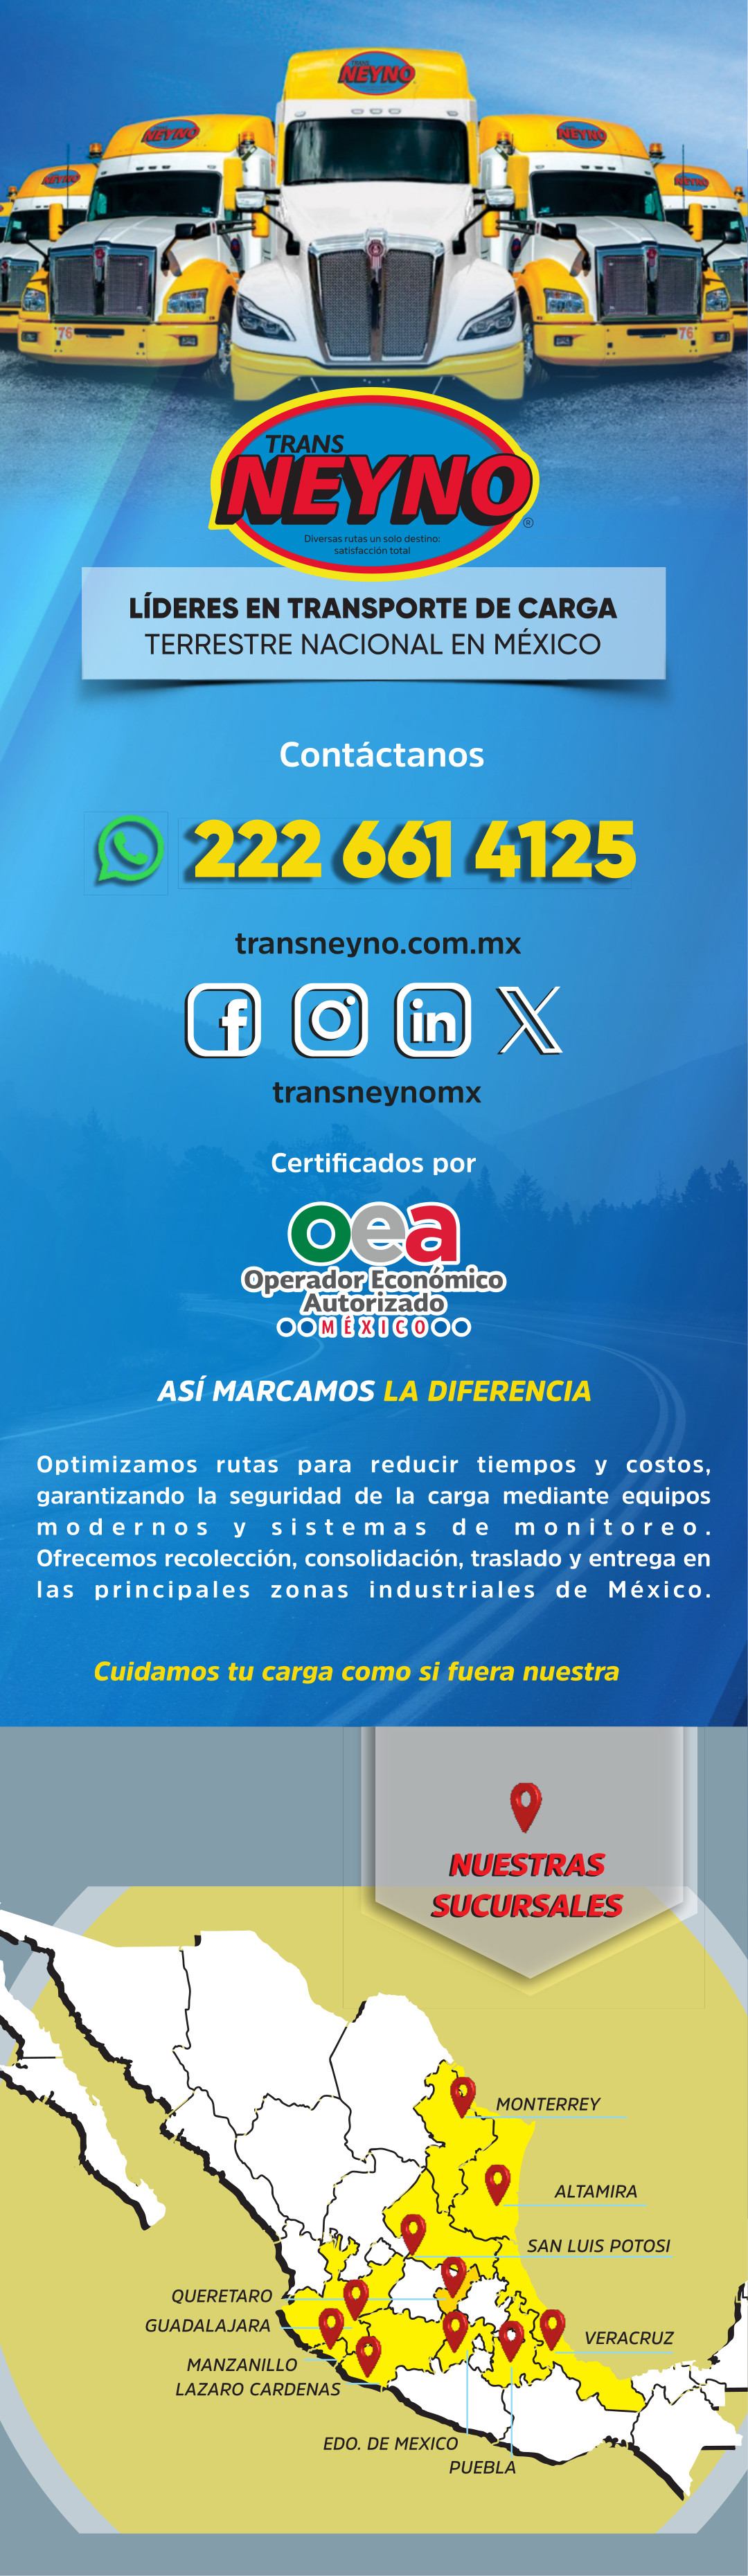 TRANS
NEYNO
NEYNO
NEYNO
NEYNO
NEYNO
76
76
TRANS
NEYNO
®
Diversas rutas un solo destino:
satisfacción total
LÍDERES EN TRANSPORTE DE CARGA
TERRESTRE NACIONAL EN MÉXICO
Contáctanos
222 661 4125
transneyno.com.mx
f in X
transneynomx
Certificados por
oea
Operador Económico
Autorizado
MÉXICO
ASÍ MARCAMOS LA DIFERENCIA
Optimizamos rutas para reducir tiempos y costos,
garantizando la seguridad de la carga mediante equipos
modernos y sistemas de monitoreo.
Ofrecemos recolección, consolidación, traslado y entrega en
las principales zonas industriales de México.
Cuidamos tu carga como si fuera nuestra
NUESTRAS
SUCURSALES
MONTERREY
ALTAMIRA
SAN LUIS POTOSI
QUERETARO
GUADALAJARA
VERACRUZ
MANZANILLO
LAZARO CARDENAS
EDO. DE MEXICO
PUEBLA